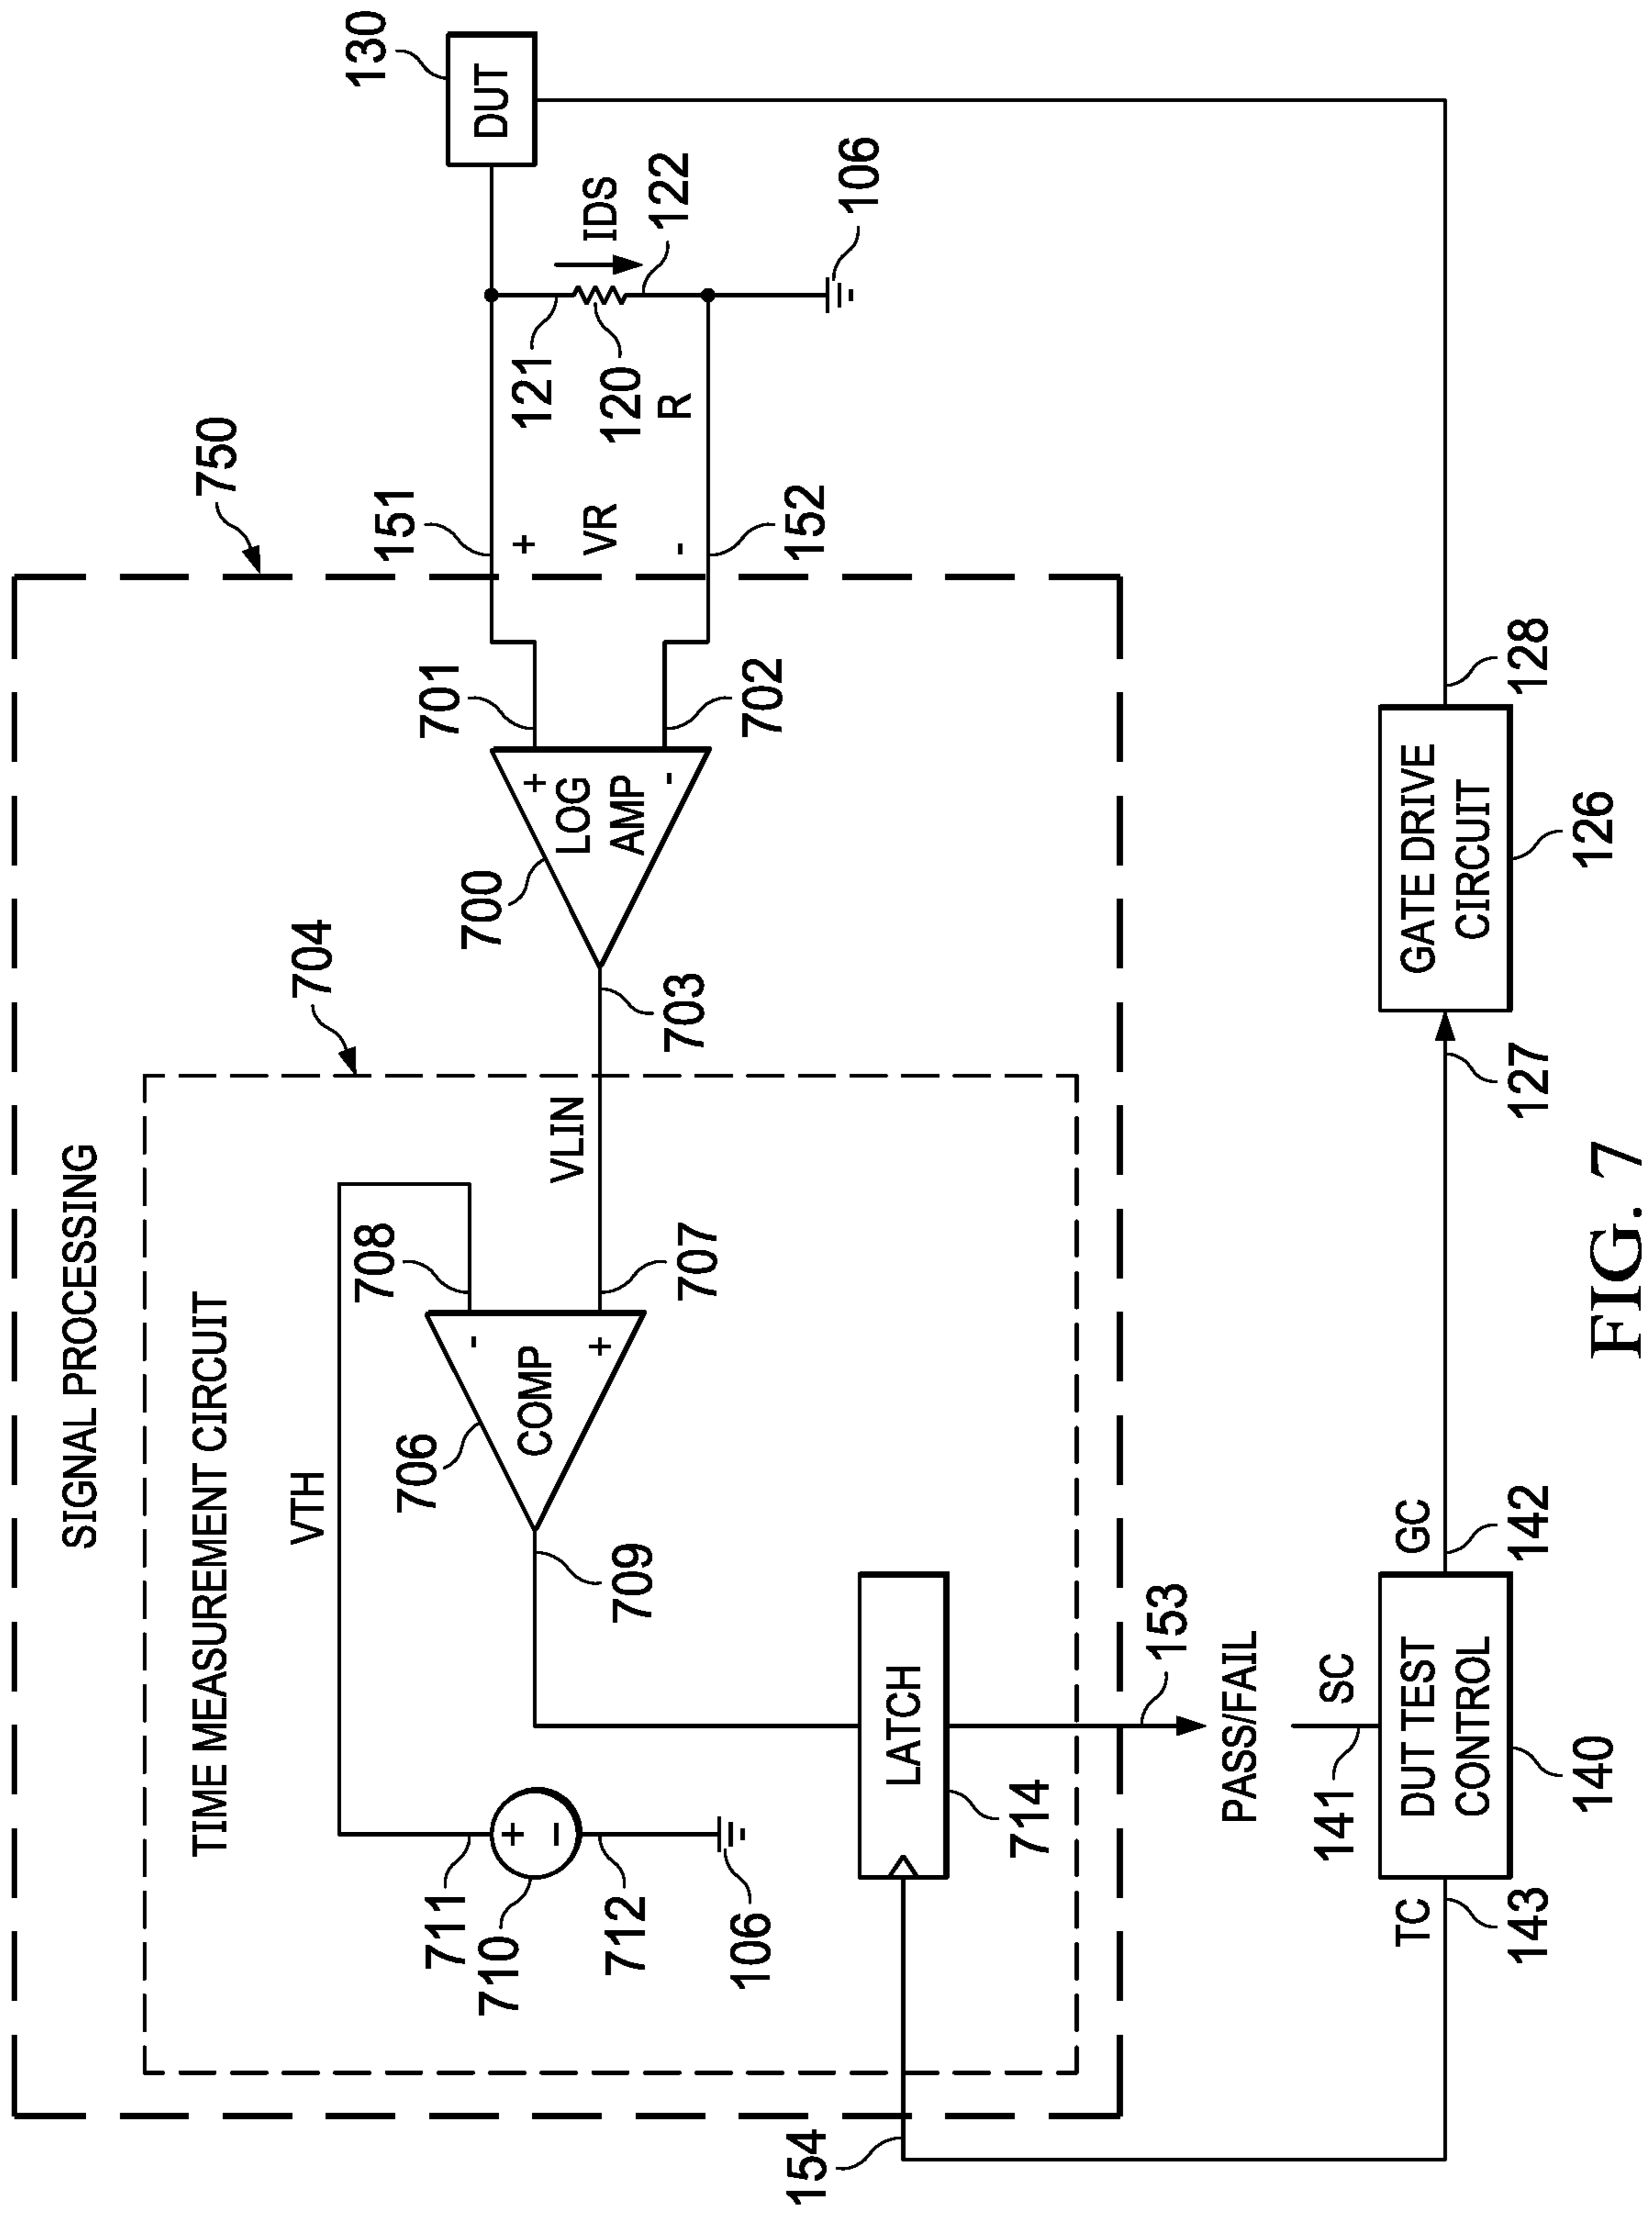 SIGNAL PROCESSING
750
TIME MEASUREMENT CIRCUIT
704
VTH
711
+
-
710
712
106
706
708
-
COMP
+
707
709
VLIN
703
700
701
+
LOG
AMP
-
702
151
+
VR
-
152
121
120
R
IDS
122
106
130
DUT
154
LATCH
714
153
PASS/FAIL
141
SC
TC
143
DUT TEST
CONTROL
140
GC
142
127
GATE DRIVE
CIRCUIT
126
128
FIG. 7